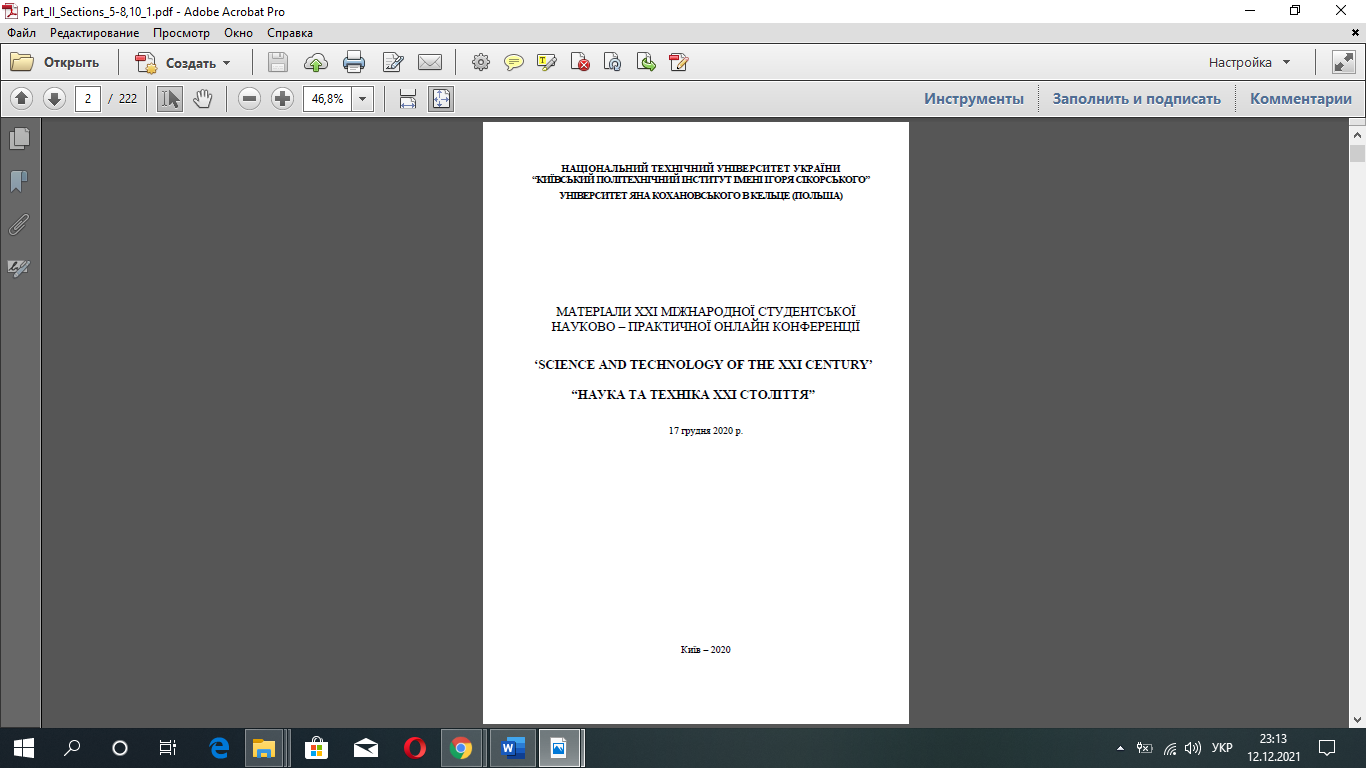 Part_II_Sections_5-8,10_1.pdf - Adobe Acrobat Pro
Файл Редактирование Просмотр Окно Справка
Открыть Создать Настройка
2 / 222 46,8% Инструменты Заполнить и подписать Комментарии
НАЦІОНАЛЬНИЙ ТЕХНІЧНИЙ УНІВЕРСИТЕТ УКРАЇНИ
“КИЇВСЬКИЙ ПОЛІТЕХНІЧНИЙ ІНСТИТУТ ІМЕНІ ІГОРЯ СІКОРСЬКОГО”
УНІВЕРСИТЕТ ЯНА КОХАНОВСЬКОГО В КЄЛЬЦЕ (ПОЛЬША)
МАТЕРІАЛИ XXI МІЖНАРОДНОЇ СТУДЕНТСЬКОЇ
НАУКОВО – ПРАКТИЧНОЇ ОНЛАЙН КОНФЕРЕНЦІЇ
‘SCIENCE AND TECHNOLOGY OF THE XXI CENTURY’
“НАУКА ТА ТЕХНІКА XXI СТОЛІТТЯ”
17 грудня 2020 р.
Київ – 2020
УКР
23:13
12.12.2021